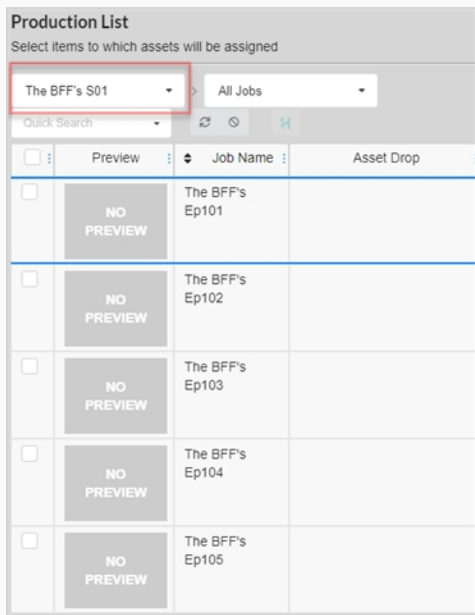 Production List
Select items to which assets will be assigned
The BFF's S01 > All Jobs
Quick Search
Preview Job Name Asset Drop
NO
PREVIEW
The BFF's
Ep101
NO
PREVIEW
The BFF's
Ep102
NO
PREVIEW
The BFF's
Ep103
NO
PREVIEW
The BFF's
Ep104
NO
PREVIEW
The BFF's
Ep105